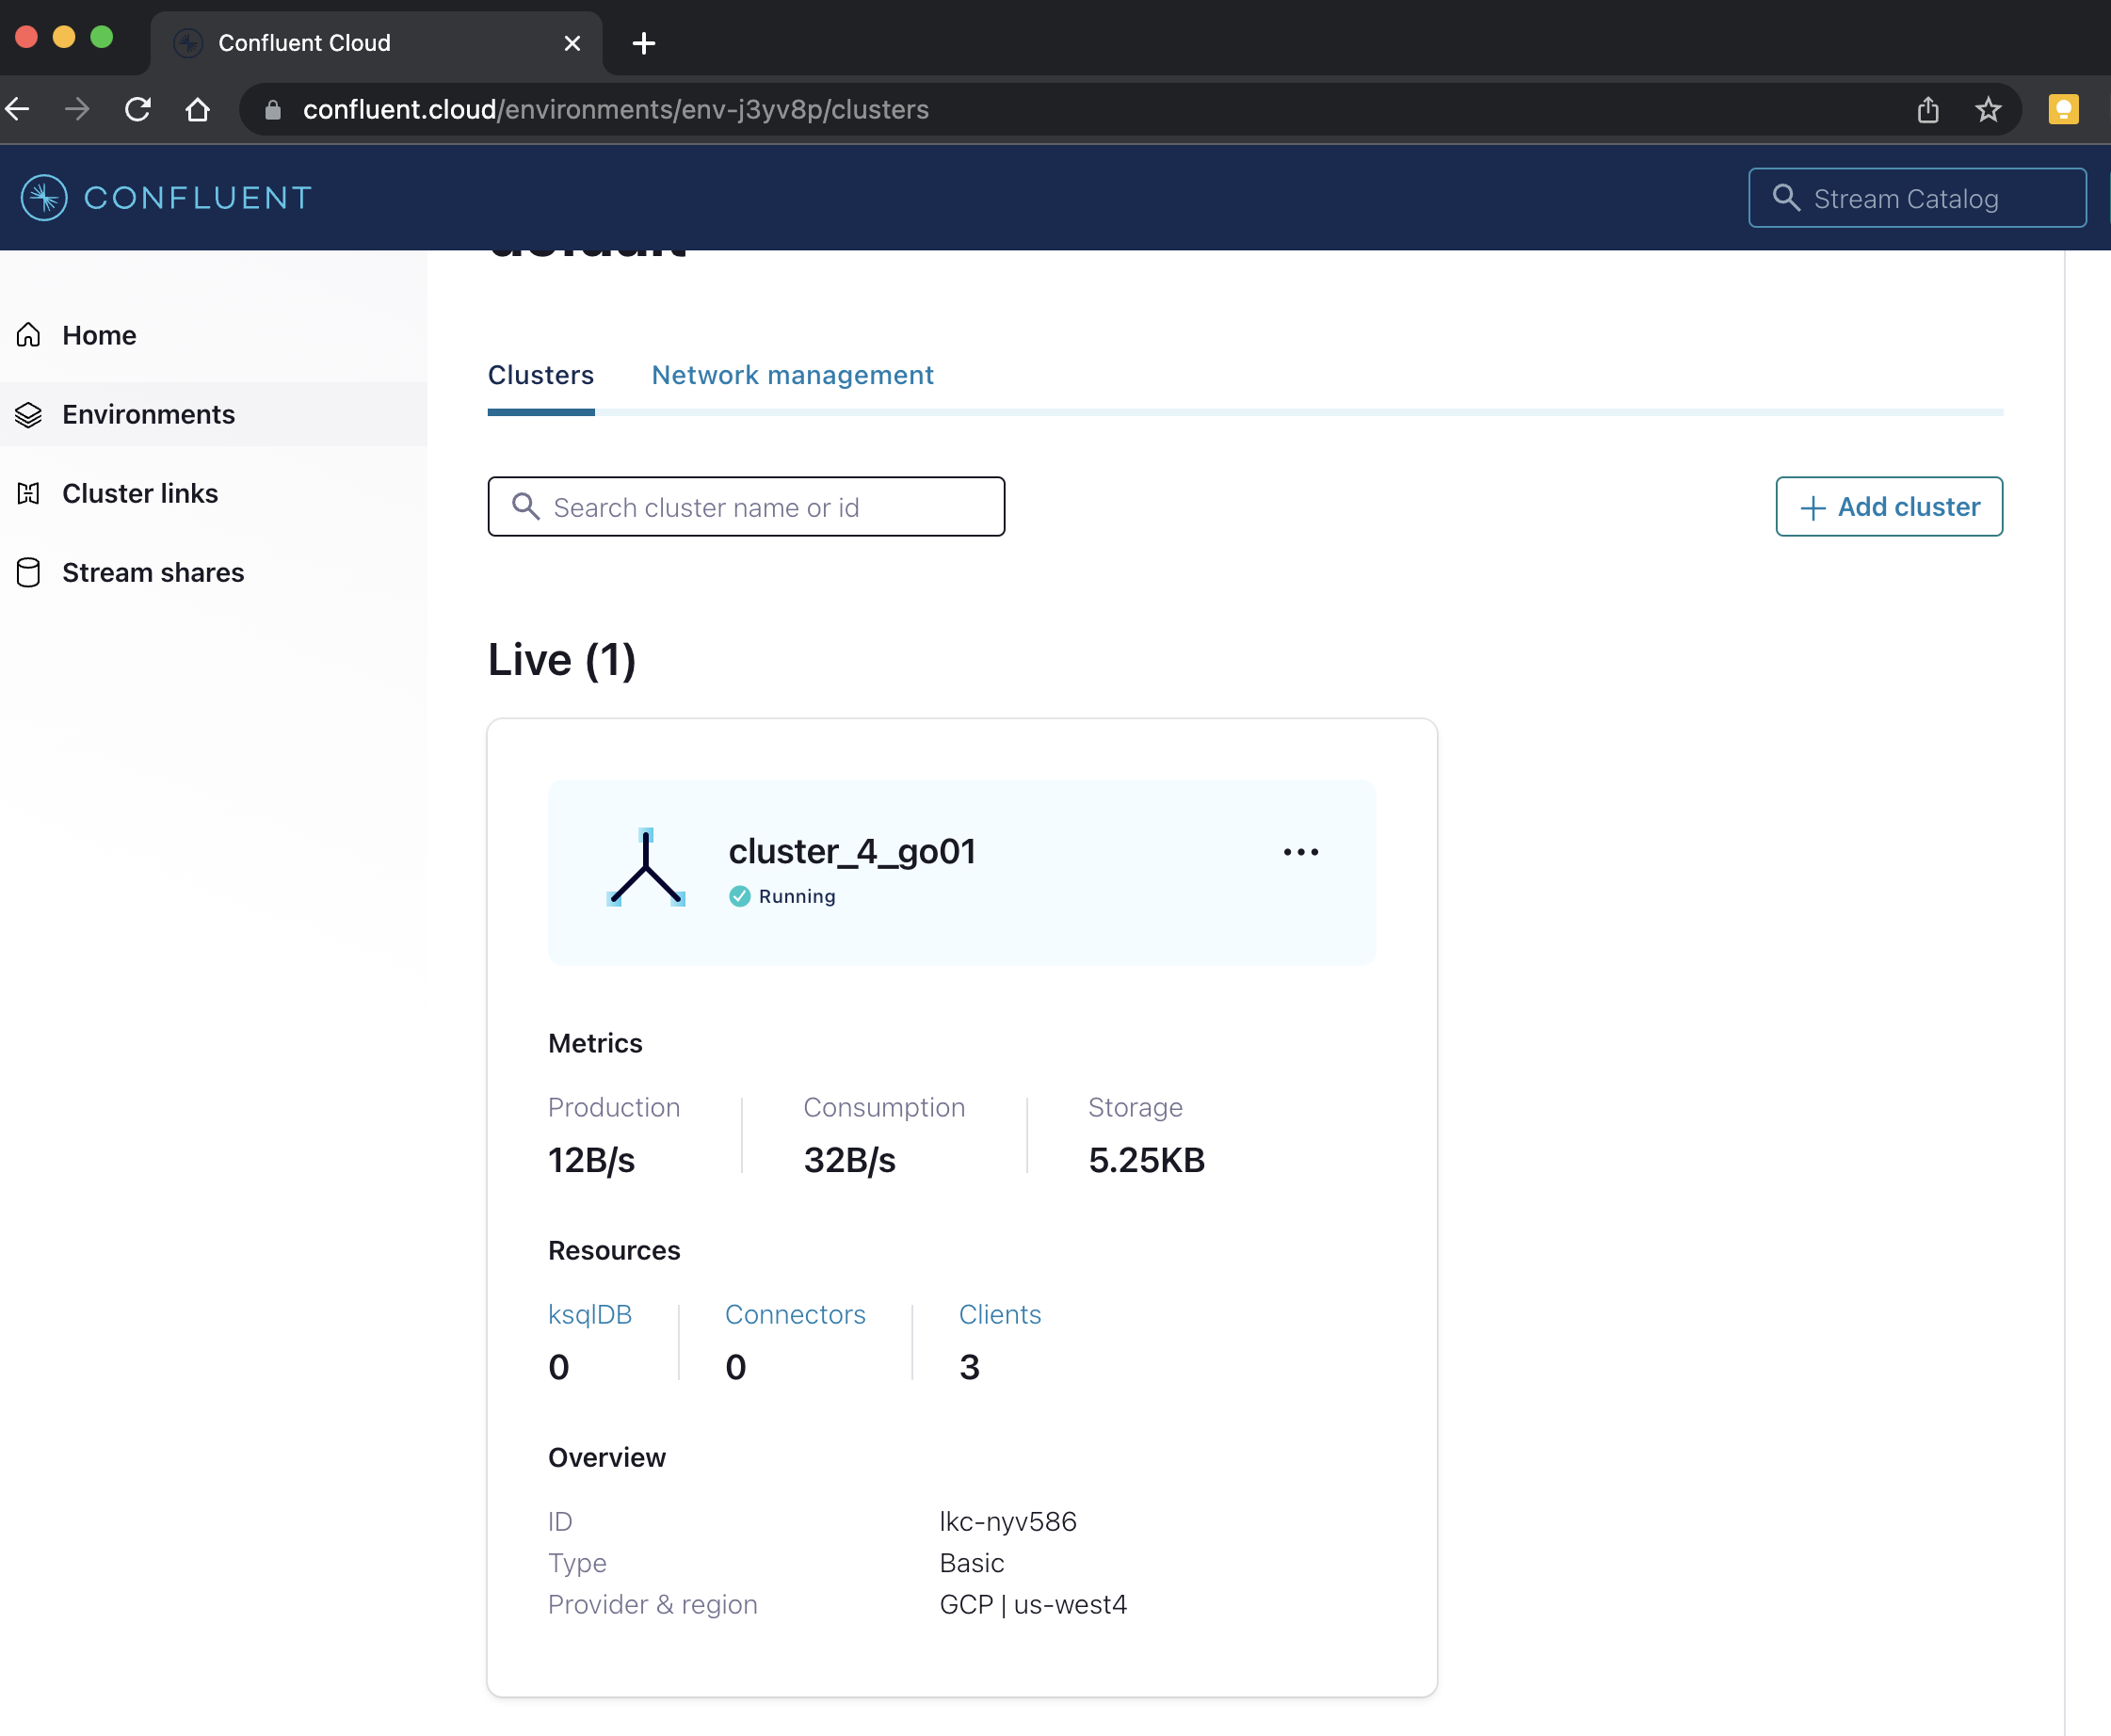 Confluent Cloud
confluent.cloud/environments/env-j3yv8p/clusters
CONFLUENT
Stream Catalog
default
Home
Environments
Cluster links
Stream shares
Clusters Network management
Search cluster name or id
+ Add cluster
Live (1)
cluster_4_go01
Running
Metrics
Production Consumption Storage
12B/s 32B/s 5.25KB
Resources
ksqlDB Connectors Clients
0 0 3
Overview
ID lkc-nyv586
Type Basic
Provider & region GCP | us-west4